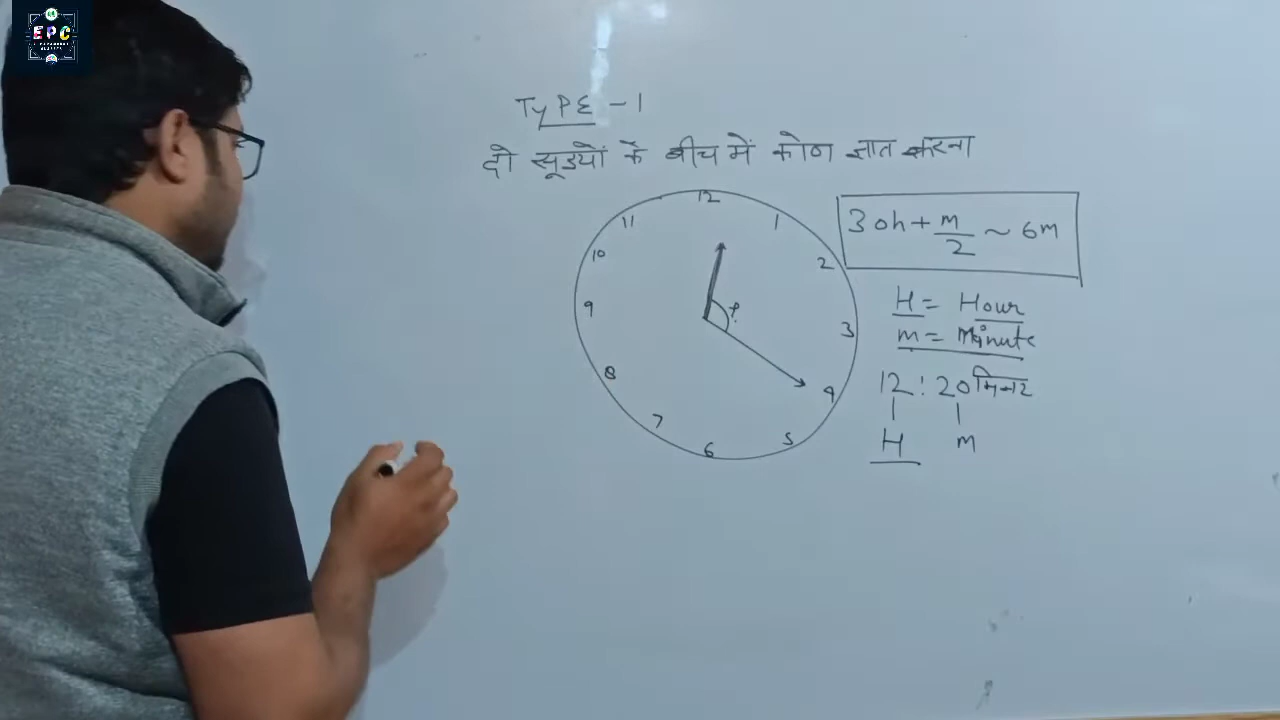 EPC
TyPE - 1
दो सूइयों के बीच में कोण ज्ञात करना
12
11
1
10
2
9
3
8
4
7
5
6
?
30h + m/2 ~ 6m
H = Hour
m = Minute
12 : 20 मिनट
H m